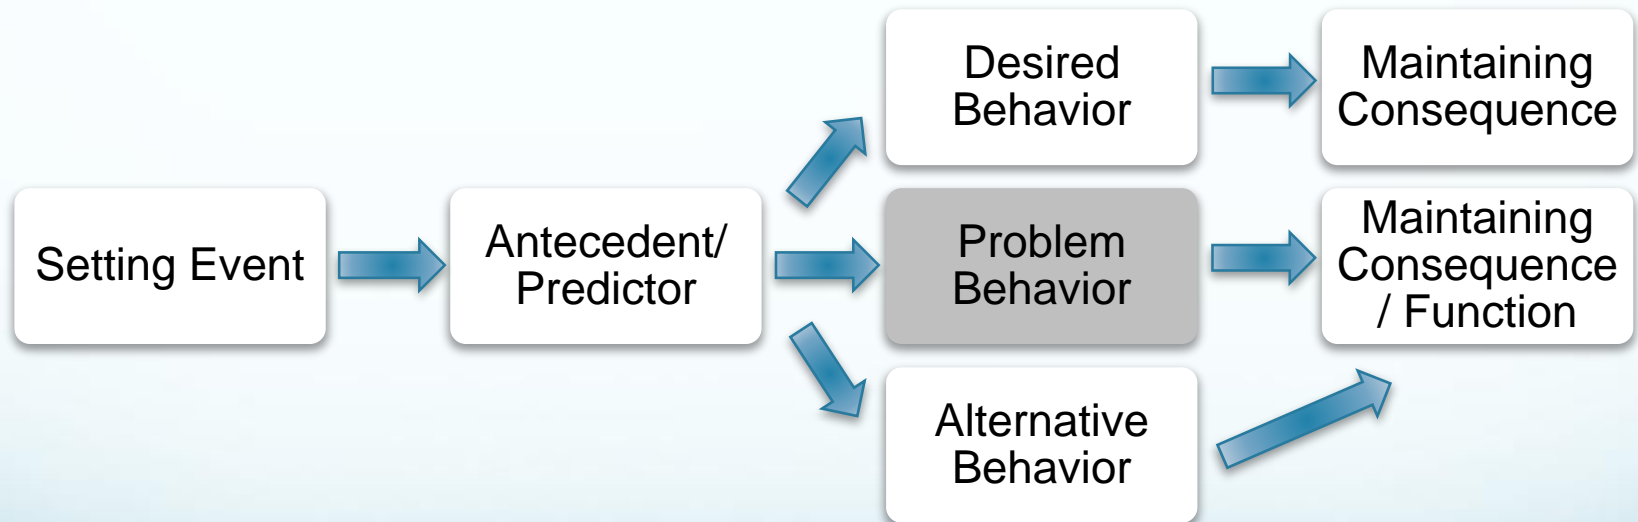 Setting Event
Antecedent/
Predictor
Desired
Behavior
Maintaining
Consequence
Problem
Behavior
Maintaining
Consequence
/ Function
Alternative
Behavior